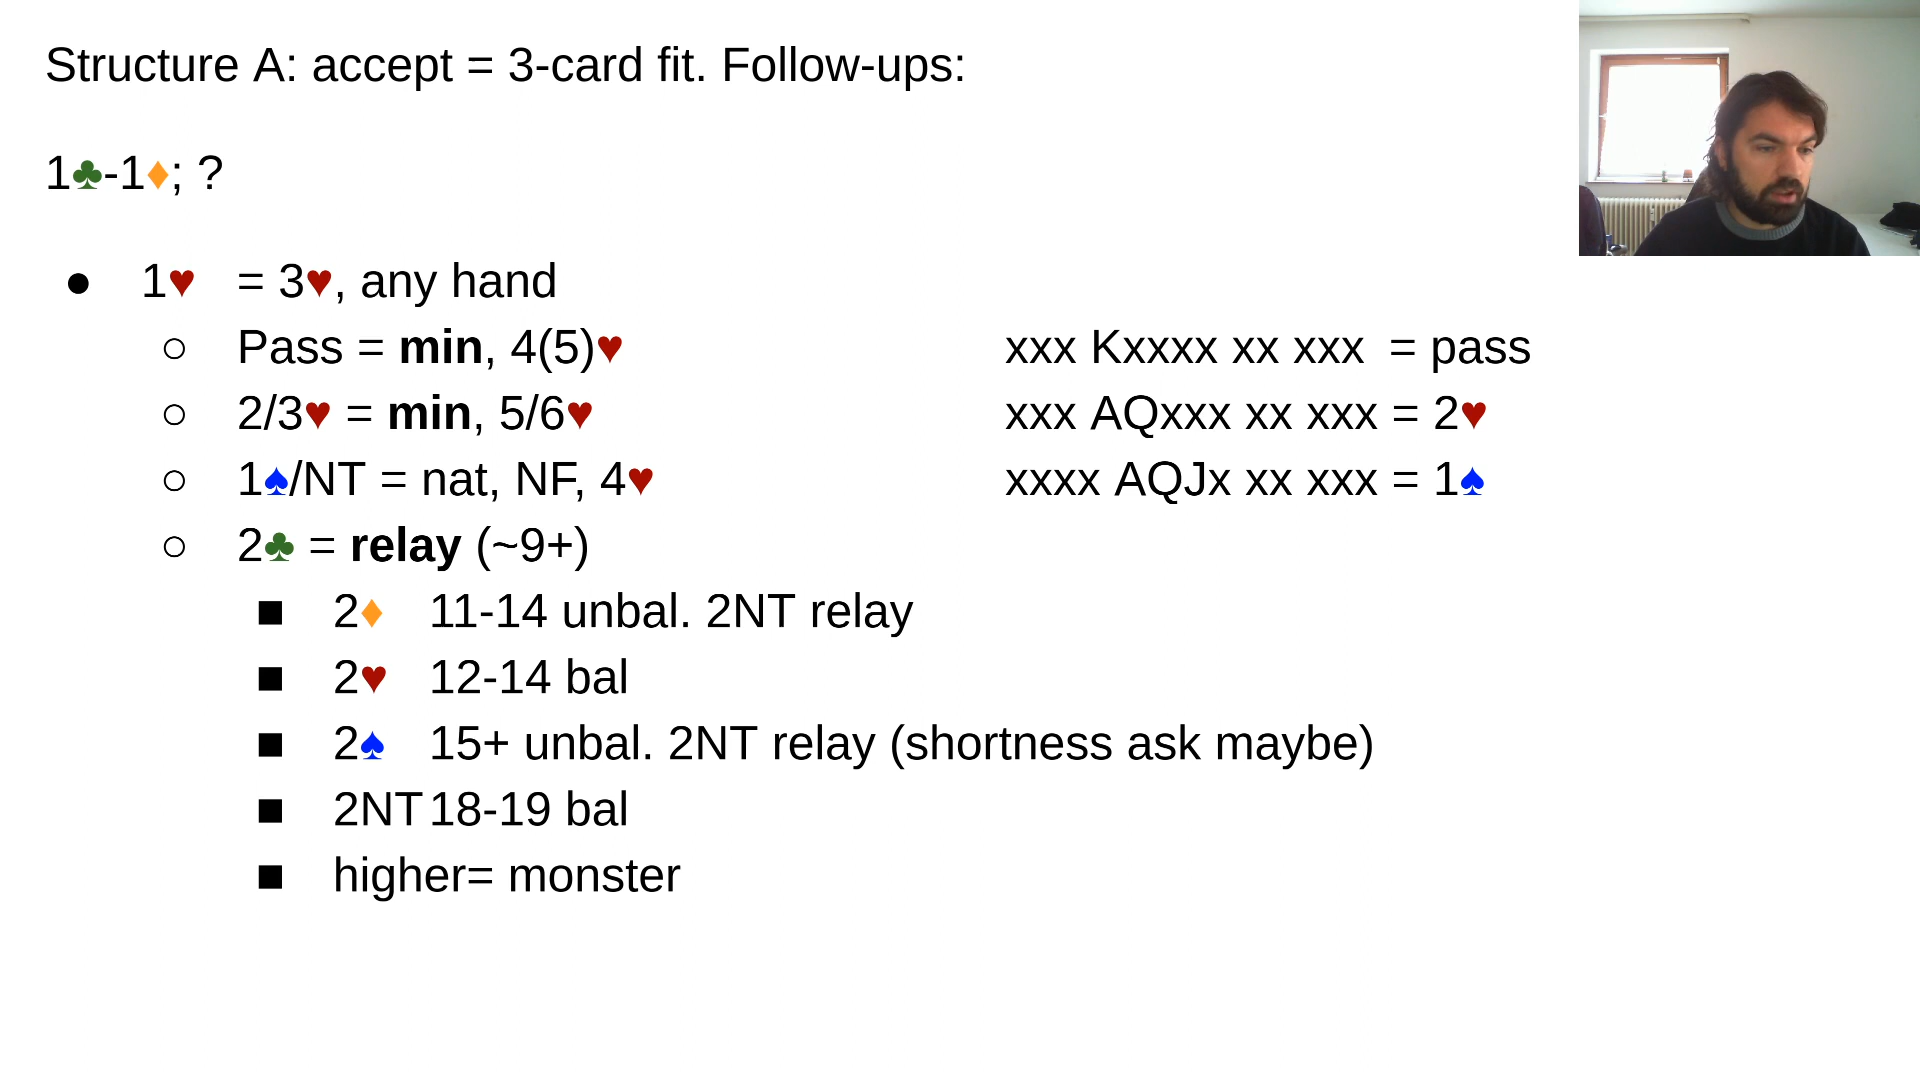 Structure A: accept = 3-card fit. Follow-ups:
1♣-1♦; ?
● 1♥ = 3♥, any hand
○ Pass = min, 4(5)♥ xxx Kxxxx xx xxx = pass
○ 2/3♥ = min, 5/6♥ xxx AQxxx xx xxx = 2♥
○ 1♠/NT = nat, NF, 4♥ xxxx AQJx xx xxx = 1♠
○ 2♣ = relay (~9+)
■ 2♦ 11-14 unbal. 2NT relay
■ 2♥ 12-14 bal
■ 2♠ 15+ unbal. 2NT relay (shortness ask maybe)
■ 2NT 18-19 bal
■ higher= monster